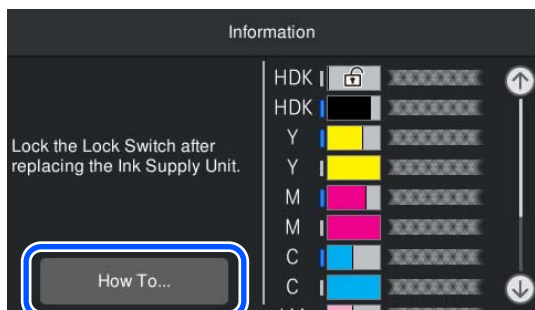 Information
Lock the Lock Switch after
replacing the Ink Supply Unit.
How To...
HDK
HDK
Y
Y
M
M
C
C